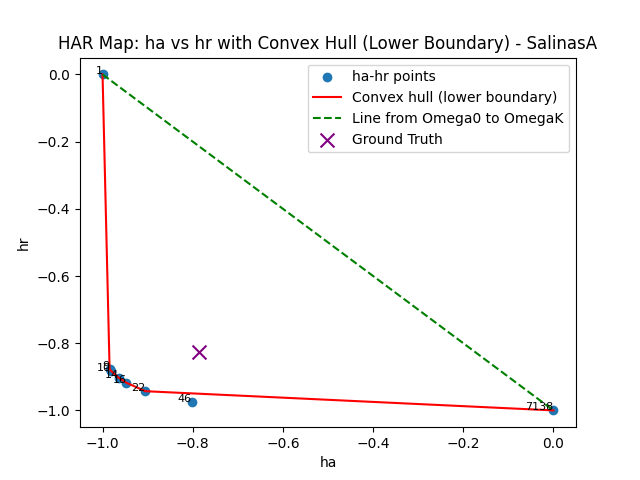 HAR Map: ha vs hr with Convex Hull (Lower Boundary) - SalinasA
ha-hr points
Convex hull (lower boundary)
Line from Omega0 to OmegaK
Ground Truth
hr
0.0
−0.2
−0.4
−0.6
−0.8
−1.0
1
14
16
22
46
7138
−1.0
−0.8
−0.6
−0.4
−0.2
0.0
ha